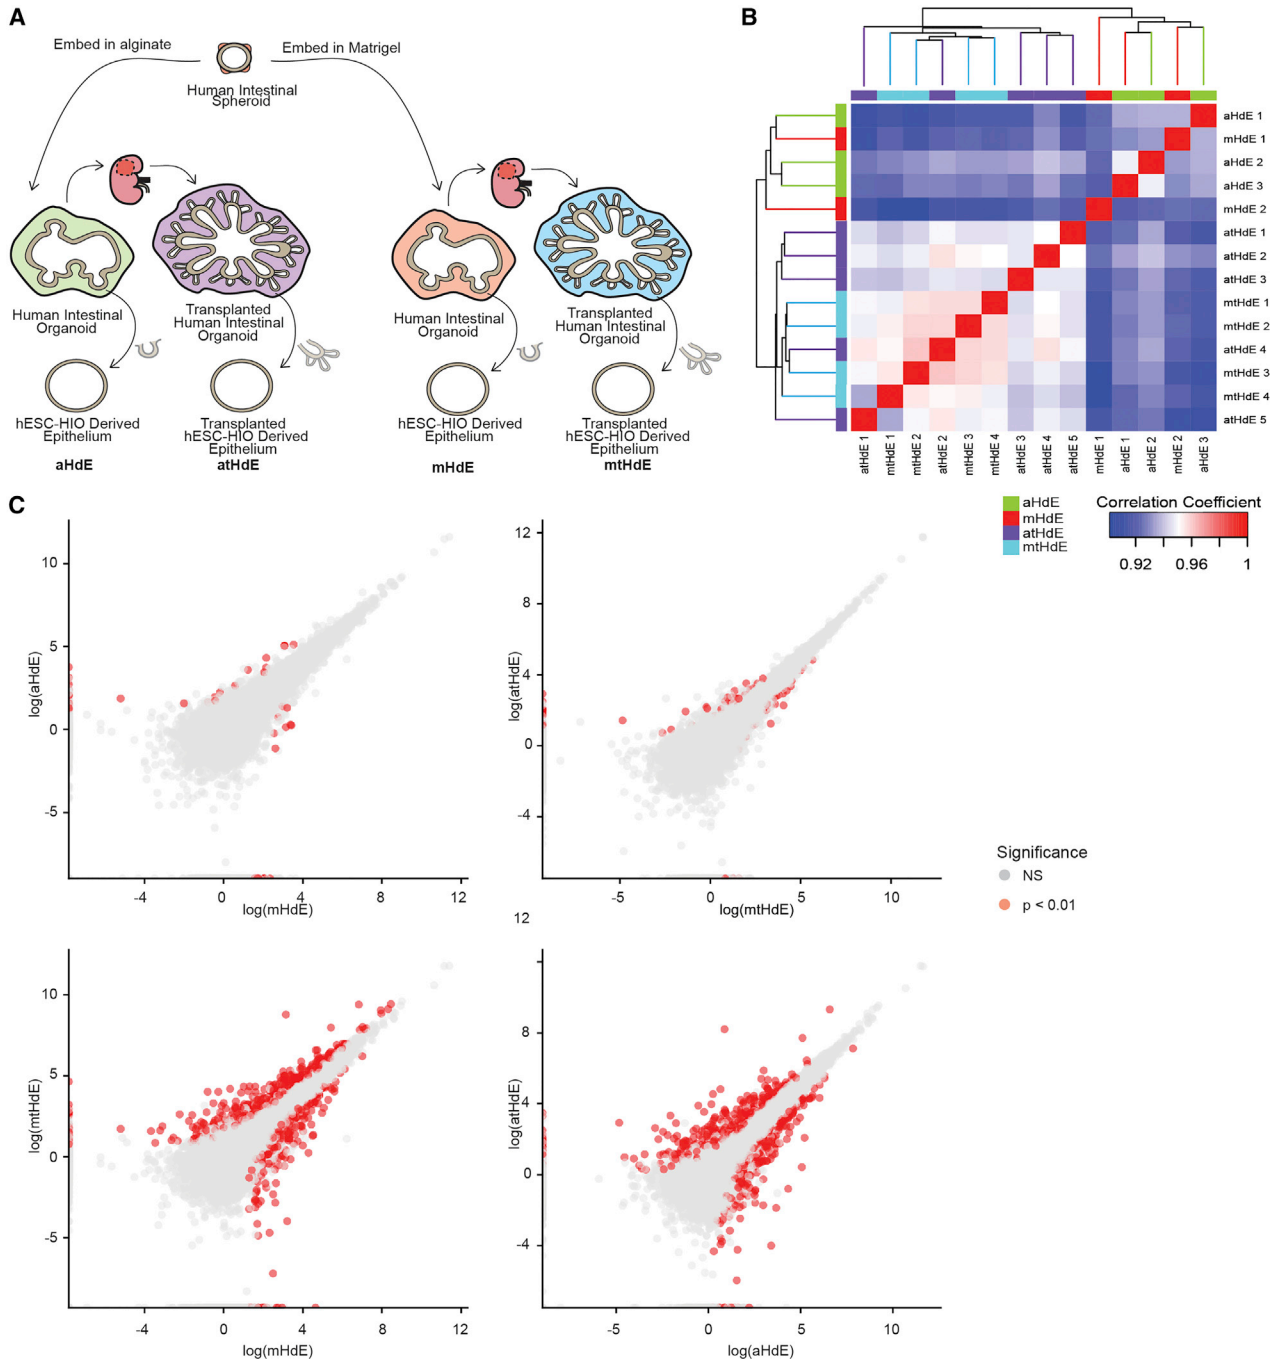 A
Embed in alginate
Embed in Matrigel
Human Intestinal
Spheroid
Human Intestinal
Organoid
Transplanted
Human Intestinal
Organoid
Human Intestinal
Organoid
Transplanted
Human Intestinal
Organoid
hESC-HIO Derived
Epithelium
aHdE
Transplanted
hESC-HIO Derived
Epithelium
atHdE
hESC-HIO Derived
Epithelium
mHdE
Transplanted
hESC-HIO Derived
Epithelium
mtHdE
B
aHdE 1
mHdE 1
aHdE 2
aHdE 3
mHdE 2
atHdE 1
atHdE 2
atHdE 3
mtHdE 1
mtHdE 2
atHdE 4
mtHdE 3
mtHdE 4
atHdE 5
atHdE 1
mtHdE 1
mtHdE 2
atHdE 2
mtHdE 3
mtHdE 4
atHdE 3
atHdE 4
atHdE 5
mHdE 1
aHdE 1
aHdE 2
mHdE 2
aHdE 3
aHdE
mHdE
atHdE
mtHdE
Correlation Coefficient
0.92 0.96 1
C
log(aHdE)
10
5
0
-5
-4 0 4 8 12
log(mHdE)
log(atHdE)
12
8
4
0
-4
-5 0 5 10
log(mtHdE)
Significance
NS
p < 0.01
log(mtHdE)
10
5
0
-5
-4 0 4 8 12
log(mHdE)
12
log(atHdE)
8
4
0
-4
-5 0 5 10
log(aHdE)